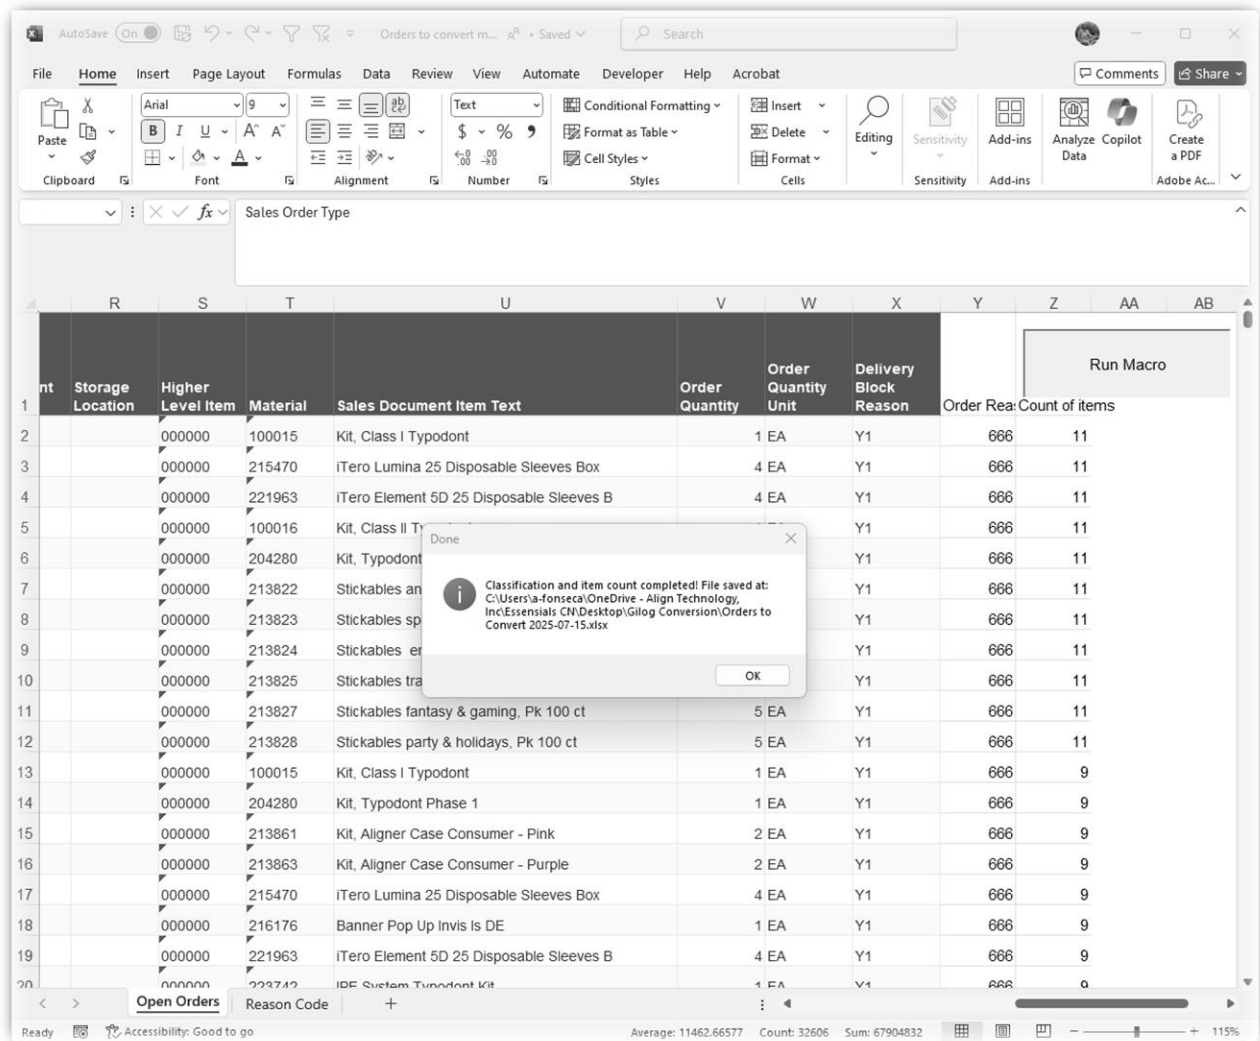 AutoSave On Orders to convert m... • Saved Search
File Home Insert Page Layout Formulas Data Review View Automate Developer Help Acrobat Comments Share
Paste Arial 9 B I U A A ab Text $ % 9 Conditional Formatting Format as Table Cell Styles Insert Delete Format Editing Sensitivity Add-ins Analyze Data Copilot Create a PDF
Clipboard Font Alignment Number Styles Cells Sensitivity Add-ins Adobe Ac...
fx Sales Order Type
R S T U V W X Y Z AA AB
1 nt Storage Location Higher Level Item Material Sales Document Item Text Order Quantity Order Quantity Unit Delivery Block Reason Order Rea Count of items Run Macro
2 000000 100015 Kit, Class I Typodont 1 EA Y1 666 11
3 000000 215470 iTero Lumina 25 Disposable Sleeves Box 4 EA Y1 666 11
4 000000 221963 iTero Element 5D 25 Disposable Sleeves B 4 EA Y1 666 11
5 000000 100016 Kit, Class II Ty Y1 666 11
6 000000 204280 Kit, Typodont Y1 666 11
7 000000 213822 Stickables an Y1 666 11
8 000000 213823 Stickables sp Y1 666 11
9 000000 213824 Stickables er Y1 666 11
10 000000 213825 Stickables tra Y1 666 11
11 000000 213827 Stickables fantasy & gaming, Pk 100 ct 5 EA Y1 666 11
12 000000 213828 Stickables party & holidays, Pk 100 ct 5 EA Y1 666 11
13 000000 100015 Kit, Class I Typodont 1 EA Y1 666 9
14 000000 204280 Kit, Typodont Phase 1 1 EA Y1 666 9
15 000000 213861 Kit, Aligner Case Consumer - Pink 2 EA Y1 666 9
16 000000 213863 Kit, Aligner Case Consumer - Purple 2 EA Y1 666 9
17 000000 215470 iTero Lumina 25 Disposable Sleeves Box 4 EA Y1 666 9
18 000000 216176 Banner Pop Up Invis Is DE 1 EA Y1 666 9
19 000000 221963 iTero Element 5D 25 Disposable Sleeves B 4 EA Y1 666 9
20 000000 223742 System Typodont Kit 1 EA Y1 666 9
Done
Classification and item count completed! File saved at:
C:\Users\a-fonseca\OneDrive - Align Technology,
Inc\Essensials CN\Desktop\Gilog Conversion\Orders to
Convert 2025-07-15.xlsx
OK
Open Orders Reason Code +
Ready Accessibility: Good to go Average: 11462.66577 Count: 32606 Sum: 67904832 115%